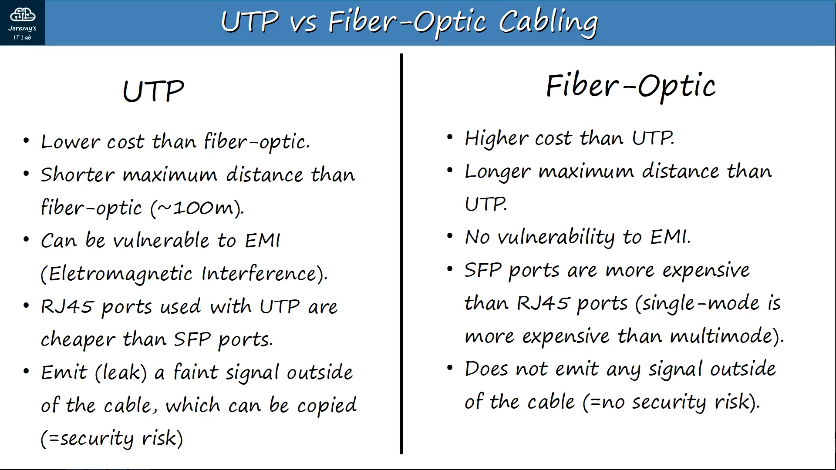 Jeremy's
IT Lab
UTP vs Fiber-Optic Cabling
UTP
• Lower cost than fiber-optic.
• Shorter maximum distance than
fiber-optic (~100m).
• Can be vulnerable to EMI
(Eletromagnetic Interference).
• RJ45 ports used with UTP are
cheaper than SFP ports.
• Emit (leak) a faint signal outside
of the cable, which can be copied
(=security risk)
Fiber-Optic
• Higher cost than UTP.
• Longer maximum distance than
UTP.
• No vulnerability to EMI.
• SFP ports are more expensive
than RJ45 ports (single-mode is
more expensive than multimode).
• Does not emit any signal outside
of the cable (=no security risk).